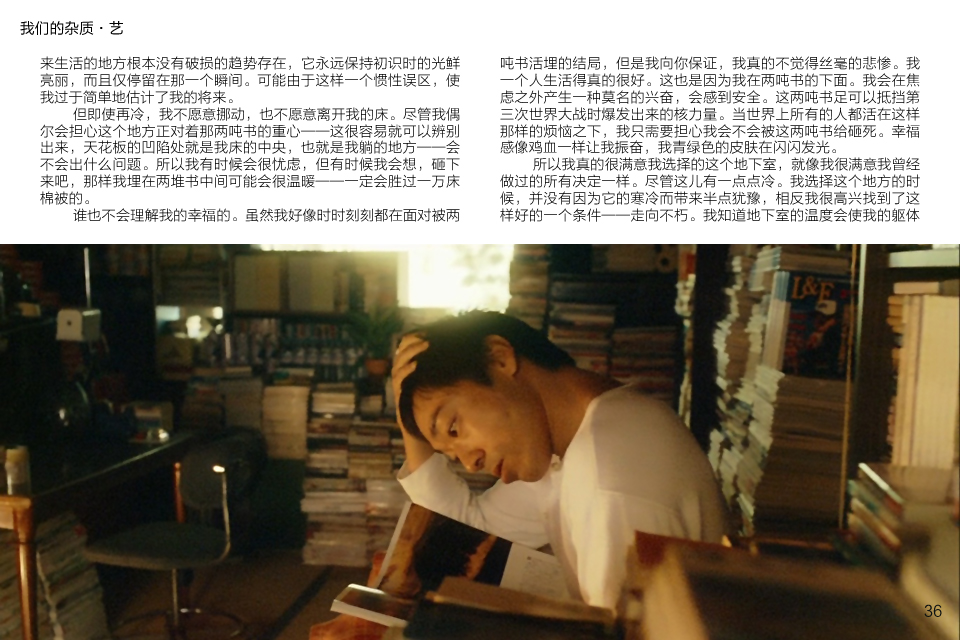 我们的杂质·艺
来生活的地方根本没有破损的趋势存在，它永远保持初识时的光鲜
亮丽，而且仅停留在那一个瞬间。可能由于这样一个惯性误区，使
我过于简单地估计了我的将来。
但即使再冷，我不愿意挪动，也不愿意离开我的床。尽管我偶
尔会担心这个地方正对着那两吨书的重心——这很容易就可以辨别
出来，天花板的凹陷处就是我床的中央，也就是我躺的地方——会
不会出什么问题。所以我有时候会很忧虑，但有时候我会想，砸下
来吧，那样我埋在两堆书中间可能会很温暖——一定会胜过一万床
棉被的。
谁也不会理解我的幸福的。虽然我好像时时刻刻都在面对被两
吨书活埋的结局，但是我向你保证，我真的不觉得丝毫的悲惨。我
一个人生活得真的很好。这也是因为我在两吨书的下面。我会在焦
虑之外产生一种莫名的兴奋，会感到安全。这两吨书足可以抵挡第
三次世界大战时爆发出来的核力量。当世界上所有的人都活在这样
那样的烦恼之下，我只需要担心我会不会被这两吨书给砸死。幸福
感像鸡血一样让我振奋，我青绿色的皮肤在闪闪发光。
所以我真的很满意我选择的这个地下室，就像我很满意我曾经
做过的所有决定一样。尽管这儿有一点点冷。我选择这个地方的时
候，并没有因为它的寒冷而带来半点犹豫，相反我很高兴找到了这
样好的一个条件——走向不朽。我知道地下室的温度会使我的躯体
L&E
36